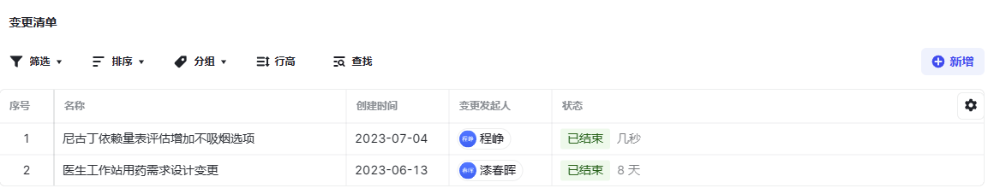 变更清单
筛选 排序 分组 行高 查找 新增
序号 名称 创建时间 变更发起人 状态
1 尼古丁依赖量表评估增加不吸烟选项 2023-07-04 程峥 程峥 已结束 几秒
2 医生工作站用药需求设计变更 2023-06-13 春晖 漆春晖 已结束 8 天